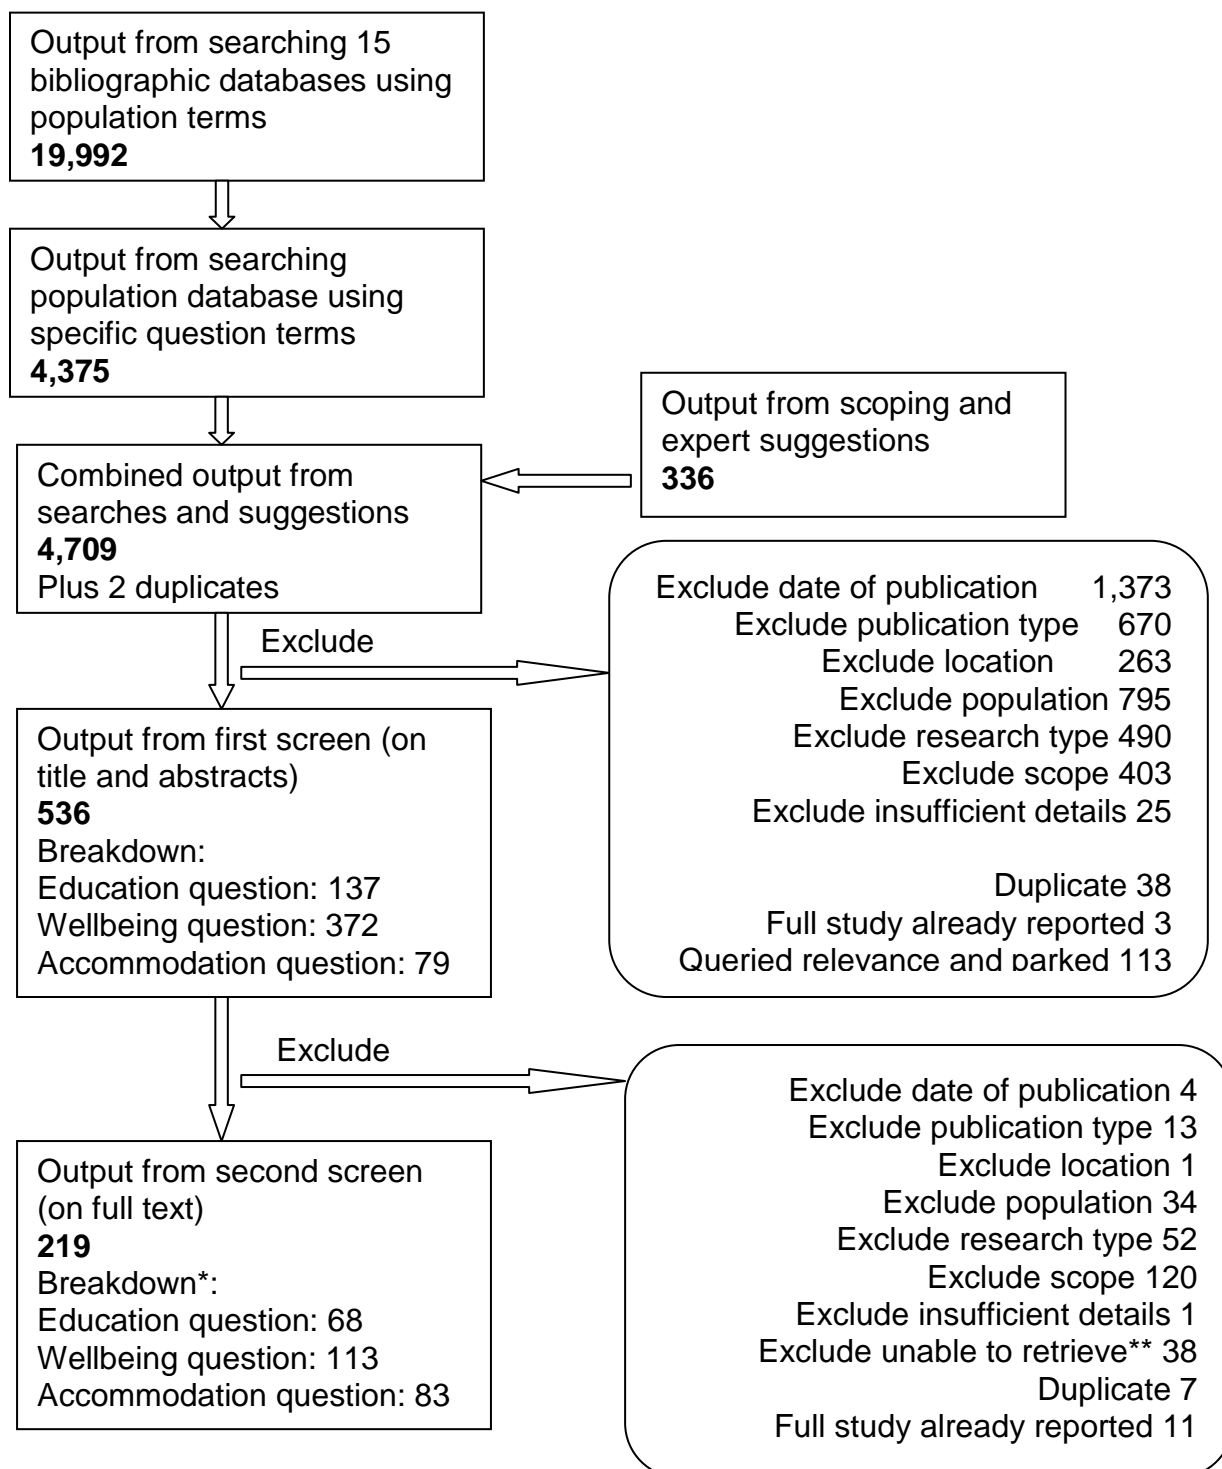 Output from searching 15
bibliographic databases using
population terms
19,992
Output from searching
population database using
specific question terms
4,375
Output from scoping and
expert suggestions
336
Combined output from
searches and suggestions
4,709
Plus 2 duplicates
Exclude
Exclude date of publication 1,373
Exclude publication type 670
Exclude location 263
Exclude population 795
Exclude research type 490
Exclude scope 403
Exclude insufficient details 25
Duplicate 38
Full study already reported 3
Queried relevance and parked 113
Output from first screen (on
title and abstracts)
536
Breakdown:
Education question: 137
Wellbeing question: 372
Accommodation question: 79
Exclude
Exclude date of publication 4
Exclude publication type 13
Exclude location 1
Exclude population 34
Exclude research type 52
Exclude scope 120
Exclude insufficient details 1
Exclude unable to retrieve** 38
Duplicate 7
Full study already reported 11
Output from second screen
(on full text)
219
Breakdown*:
Education question: 68
Wellbeing question: 113
Accommodation question: 83